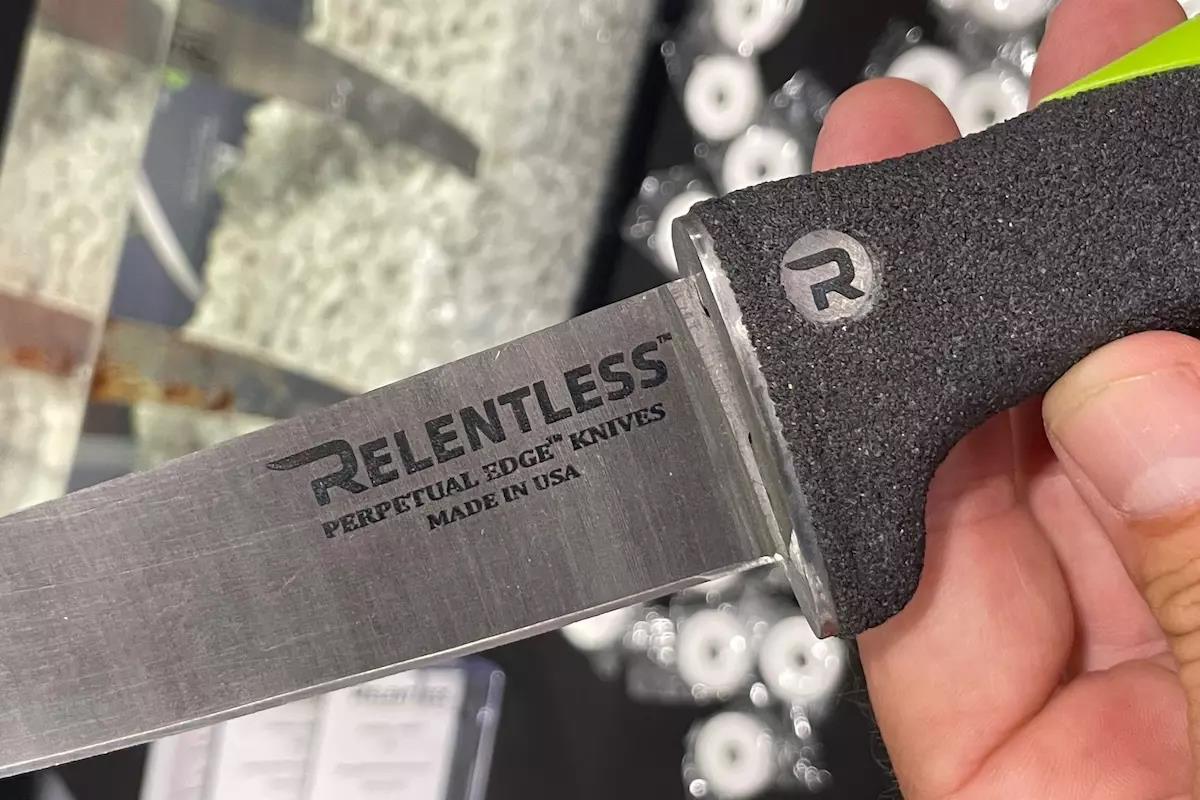 RELENTLESS™
PERPETUAL EDGE™ KNIVES
MADE IN USA
R